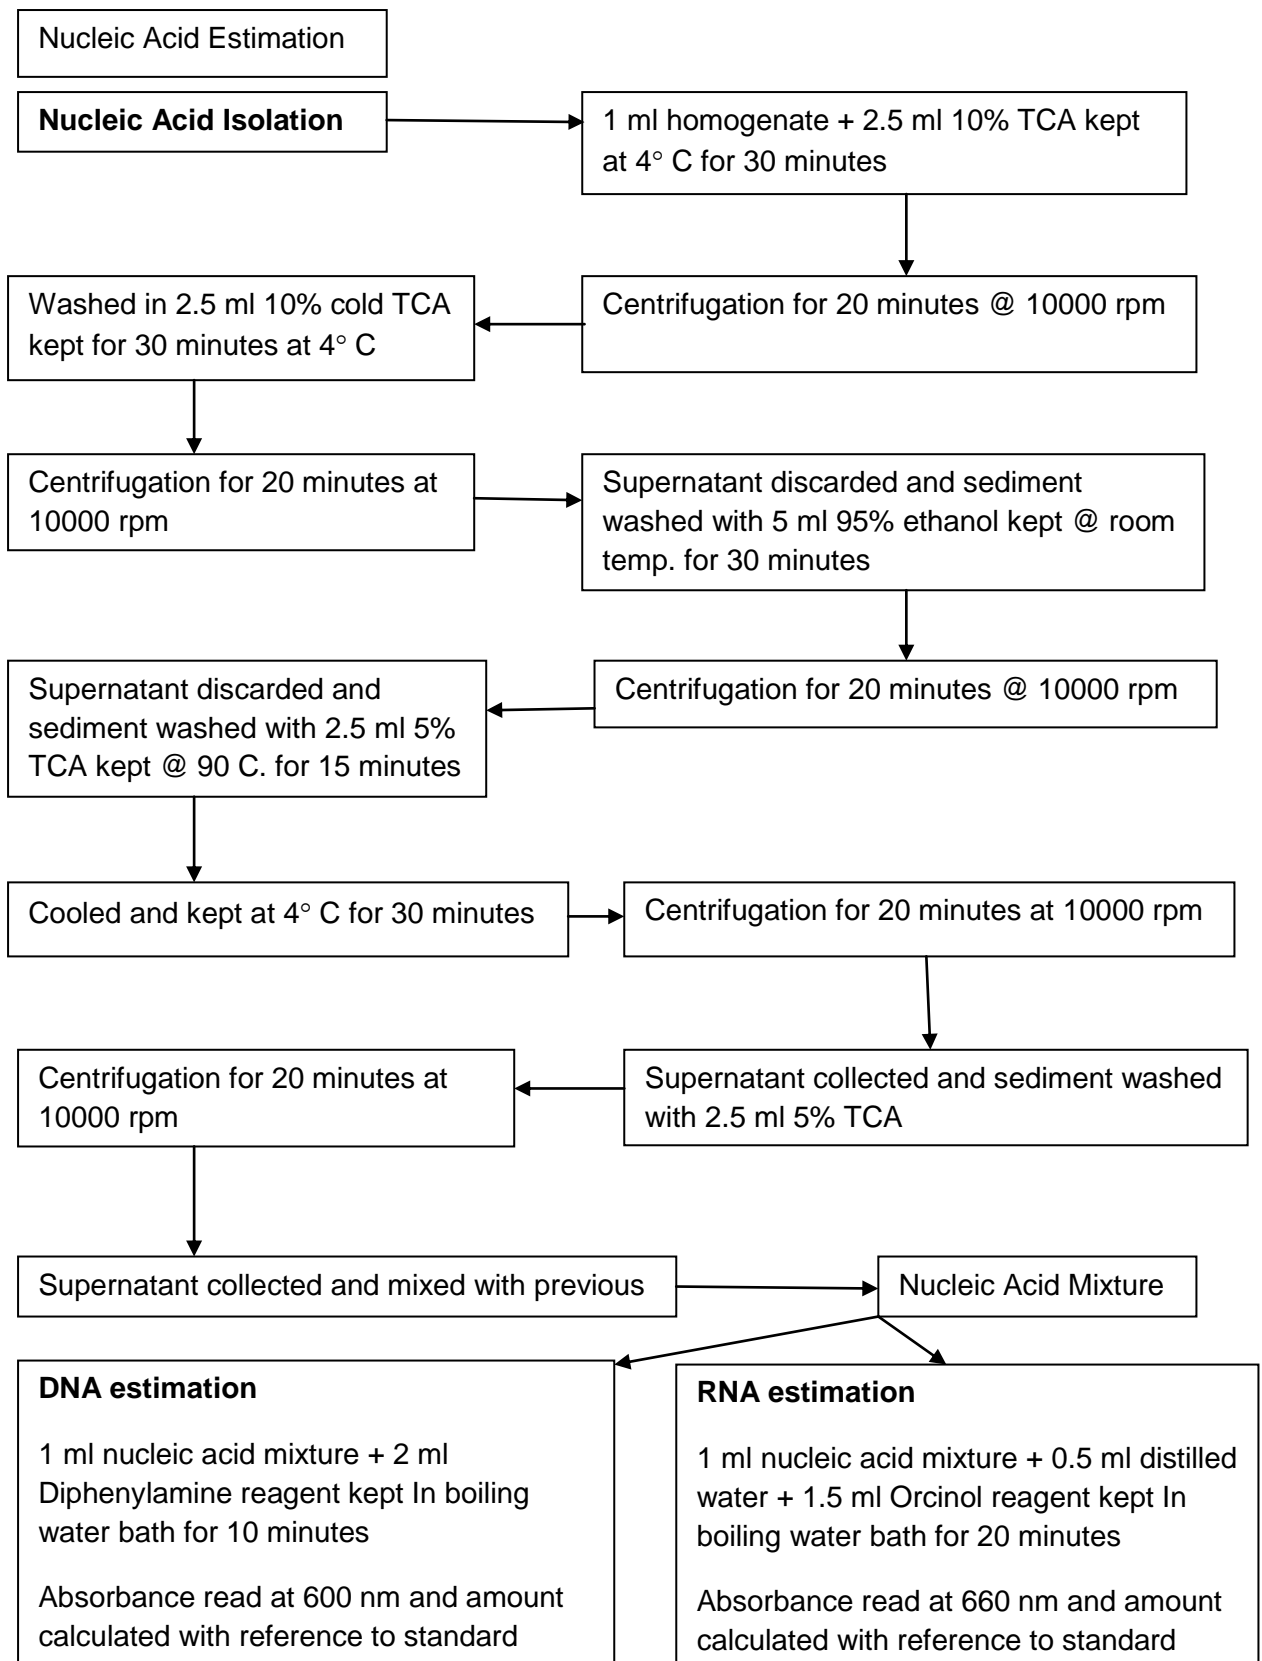 Nucleic Acid Estimation
Nucleic Acid Isolation
1 ml homogenate + 2.5 ml 10% TCA kept
at 4° C for 30 minutes
Centrifugation for 20 minutes @ 10000 rpm
Washed in 2.5 ml 10% cold TCA
kept for 30 minutes at 4° C
Centrifugation for 20 minutes at
10000 rpm
Supernatant discarded and sediment
washed with 5 ml 95% ethanol kept @ room
temp. for 30 minutes
Centrifugation for 20 minutes @ 10000 rpm
Supernatant discarded and
sediment washed with 2.5 ml 5%
TCA kept @ 90 C. for 15 minutes
Cooled and kept at 4° C for 30 minutes
Centrifugation for 20 minutes at 10000 rpm
Supernatant collected and sediment washed
with 2.5 ml 5% TCA
Centrifugation for 20 minutes at
10000 rpm
Supernatant collected and mixed with previous
Nucleic Acid Mixture
DNA estimation
1 ml nucleic acid mixture + 2 ml
Diphenylamine reagent kept In boiling
water bath for 10 minutes
Absorbance read at 600 nm and amount
calculated with reference to standard
RNA estimation
1 ml nucleic acid mixture + 0.5 ml distilled
water + 1.5 ml Orcinol reagent kept In
boiling water bath for 20 minutes
Absorbance read at 660 nm and amount
calculated with reference to standard